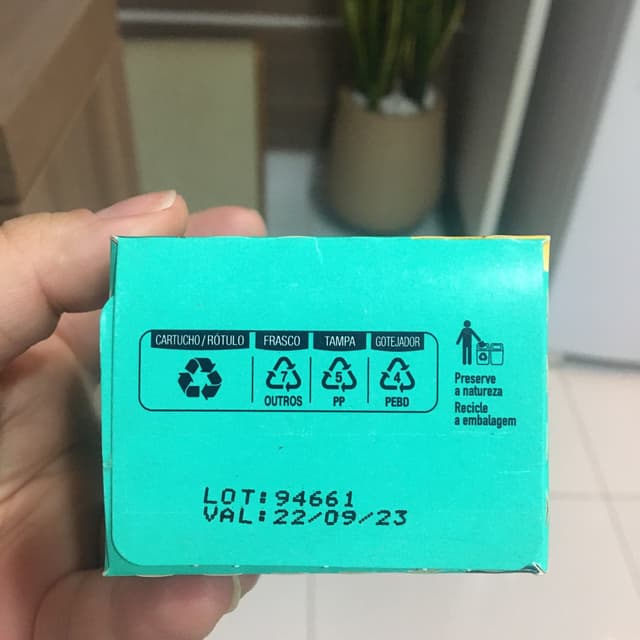 CARTUCHO/RÓTULO FRASCO TAMPA GOTEJADOR
7 5 4
OUTROS PP PEBD
Preserve
a natureza
Recicle
a embalagem
LOT:94661
VAL:22/09/23